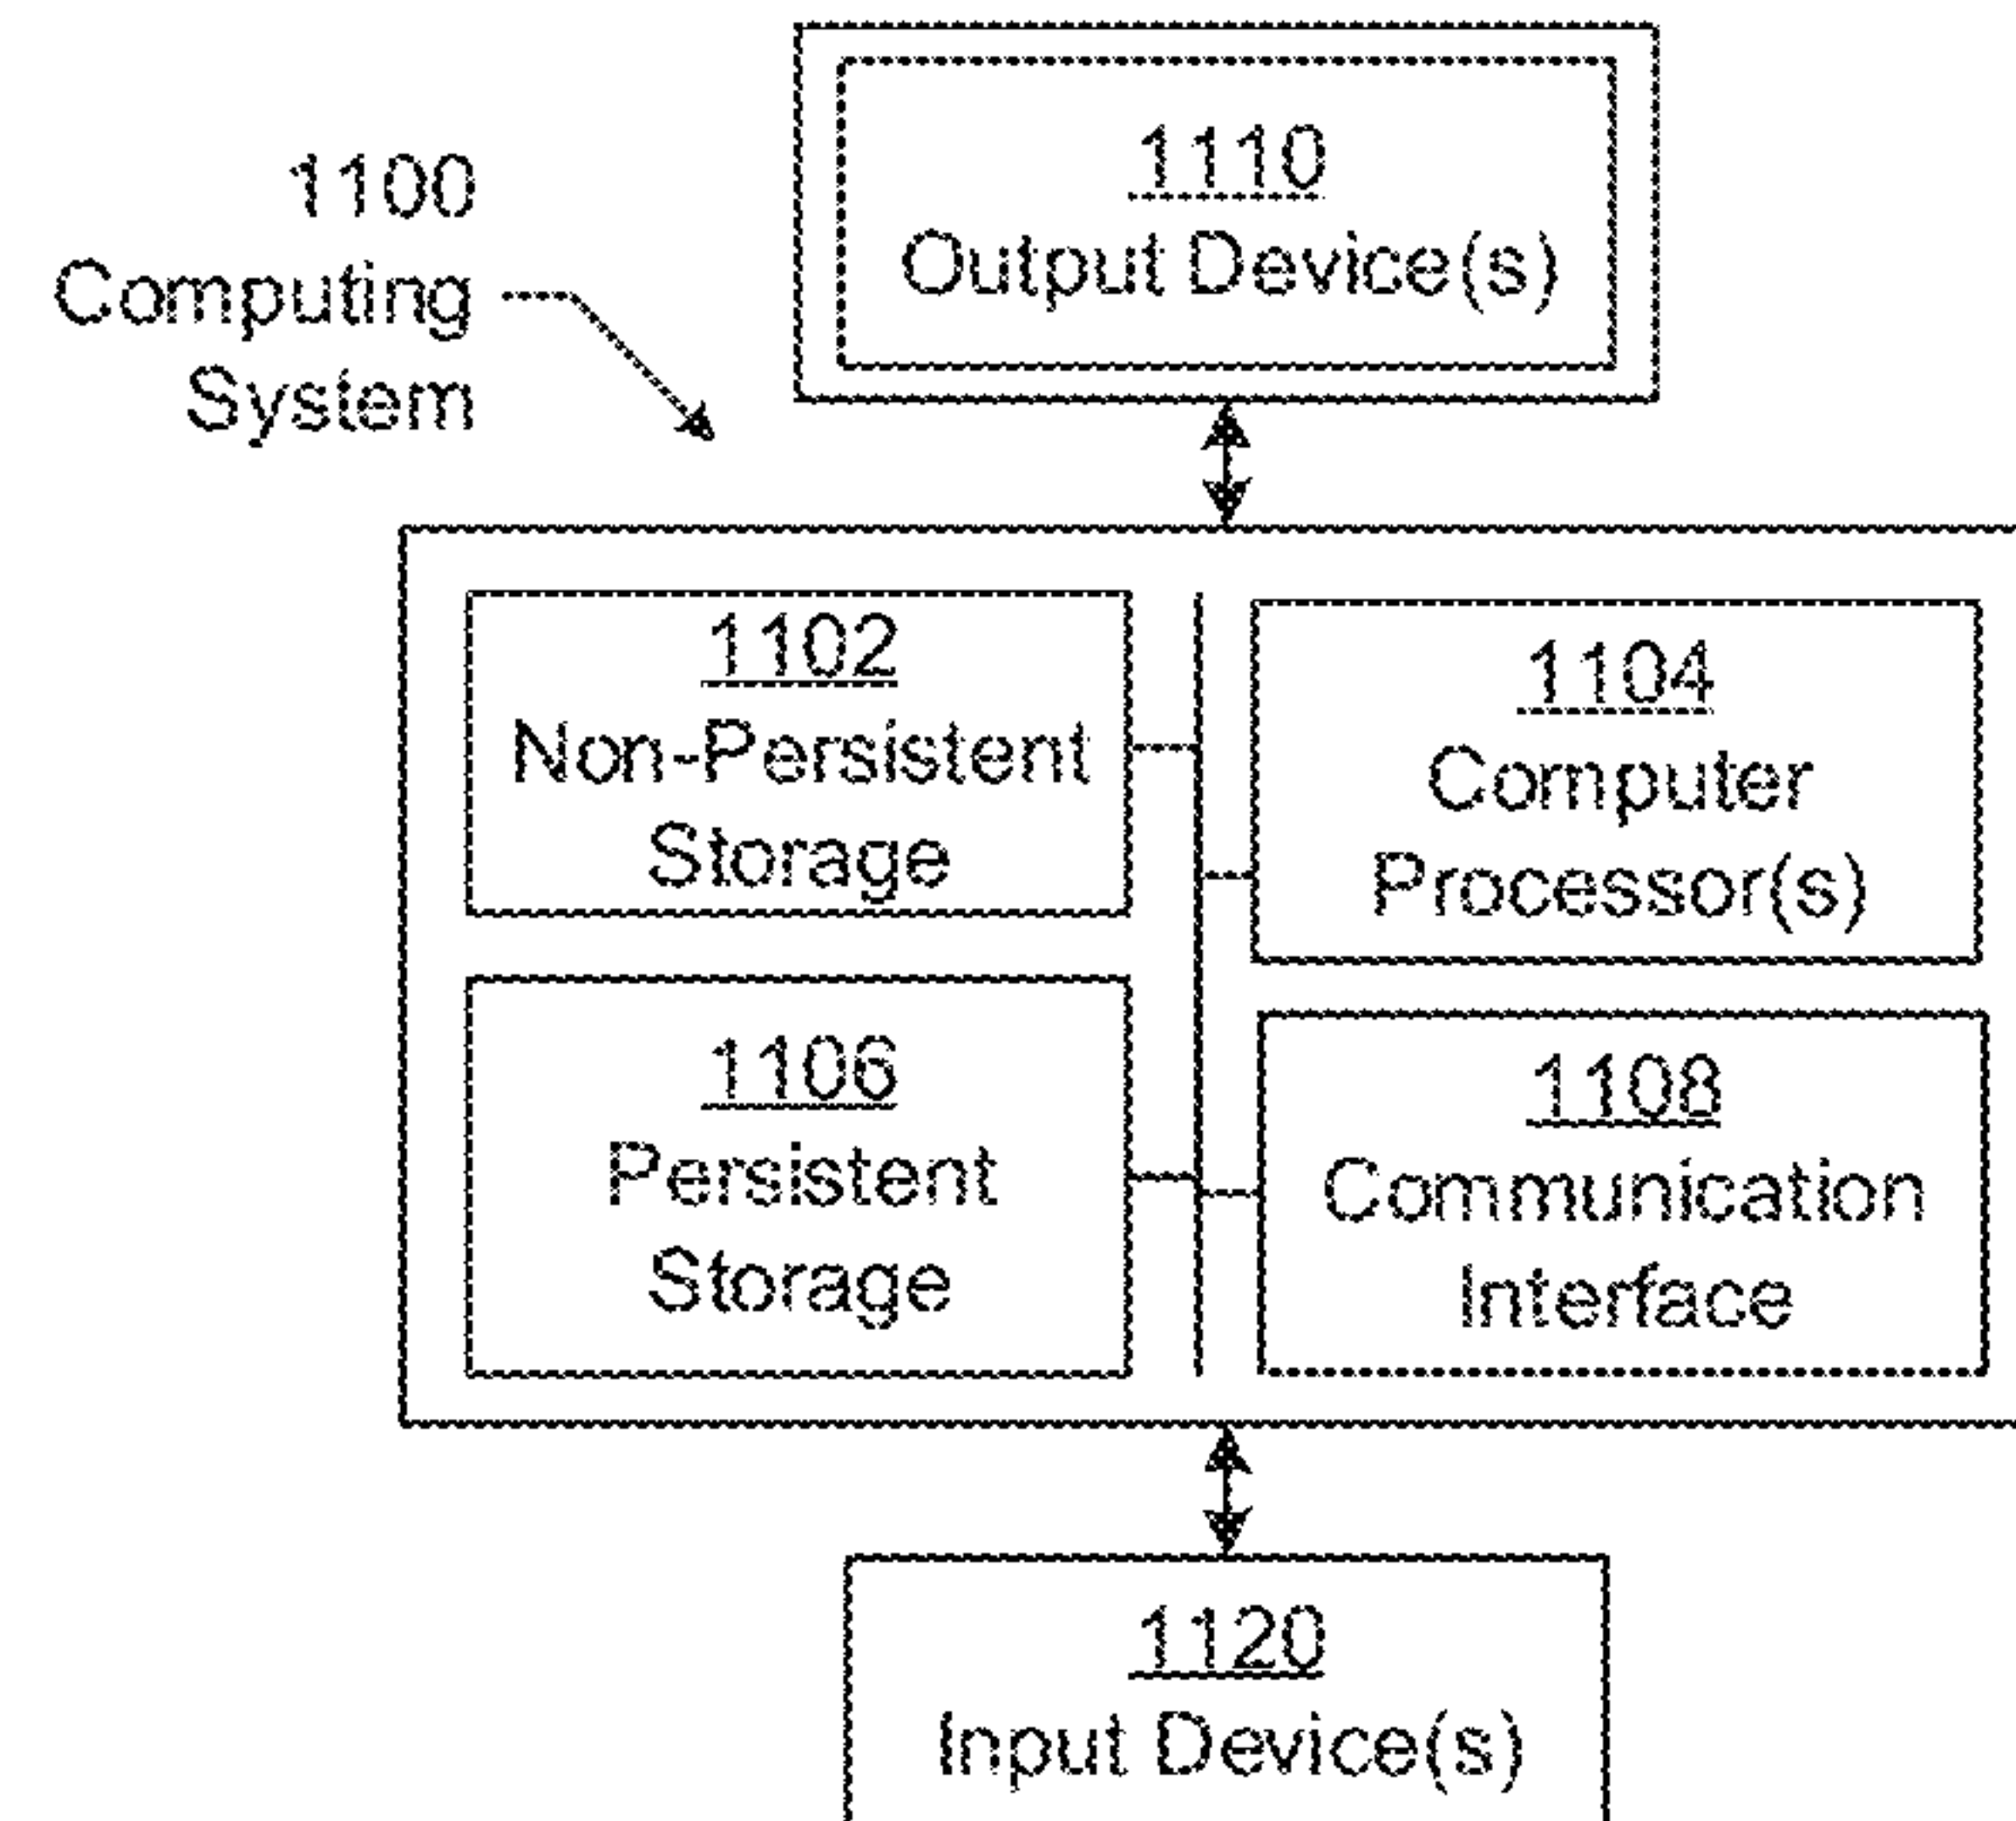 1110
Output Device(s)
1100
Computing
System
1102
Non-Persistent
Storage
1104
Computer
Processor(s)
1106
Persistent
Storage
1108
Communication
Interface
1120
Input Device(s)